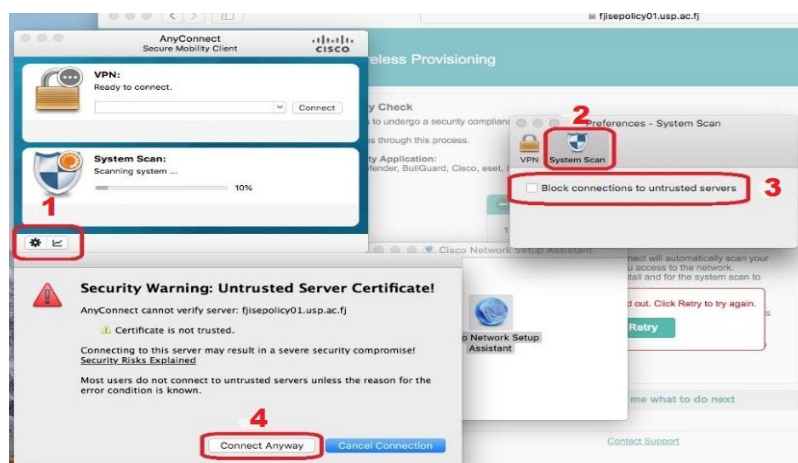 fjisepolicy01.usp.ac.fj
AnyConnect
Secure Mobility Client
CISCO
VPN:
Ready to connect.
Connect
System Scan:
Scanning system ...
10%
1
eless Provisioning
y Check
to undergo a security complianc
us through this process.
ty Application:
fender, BullGuard, Cisco, eset,
2
Preferences - System Scan
VPN
System Scan
Block connections to untrusted servers
3
1
Cisco Network Setup Assistant
o Network Setup
Assistant
nect will automatically scan your
u access to the network.
tall and for the system scan to
d out. Click Retry to try again.
Retry
me what to do next
Contact Support
Security Warning: Untrusted Server Certificate!
AnyConnect cannot verify server: fjisepolicy01.usp.ac.fj
Certificate is not trusted.
Connecting to this server may result in a severe security compromise!
Security Risks Explained
Most users do not connect to untrusted servers unless the reason for the
error condition is known.
4
Connect Anyway
Cancel Connection